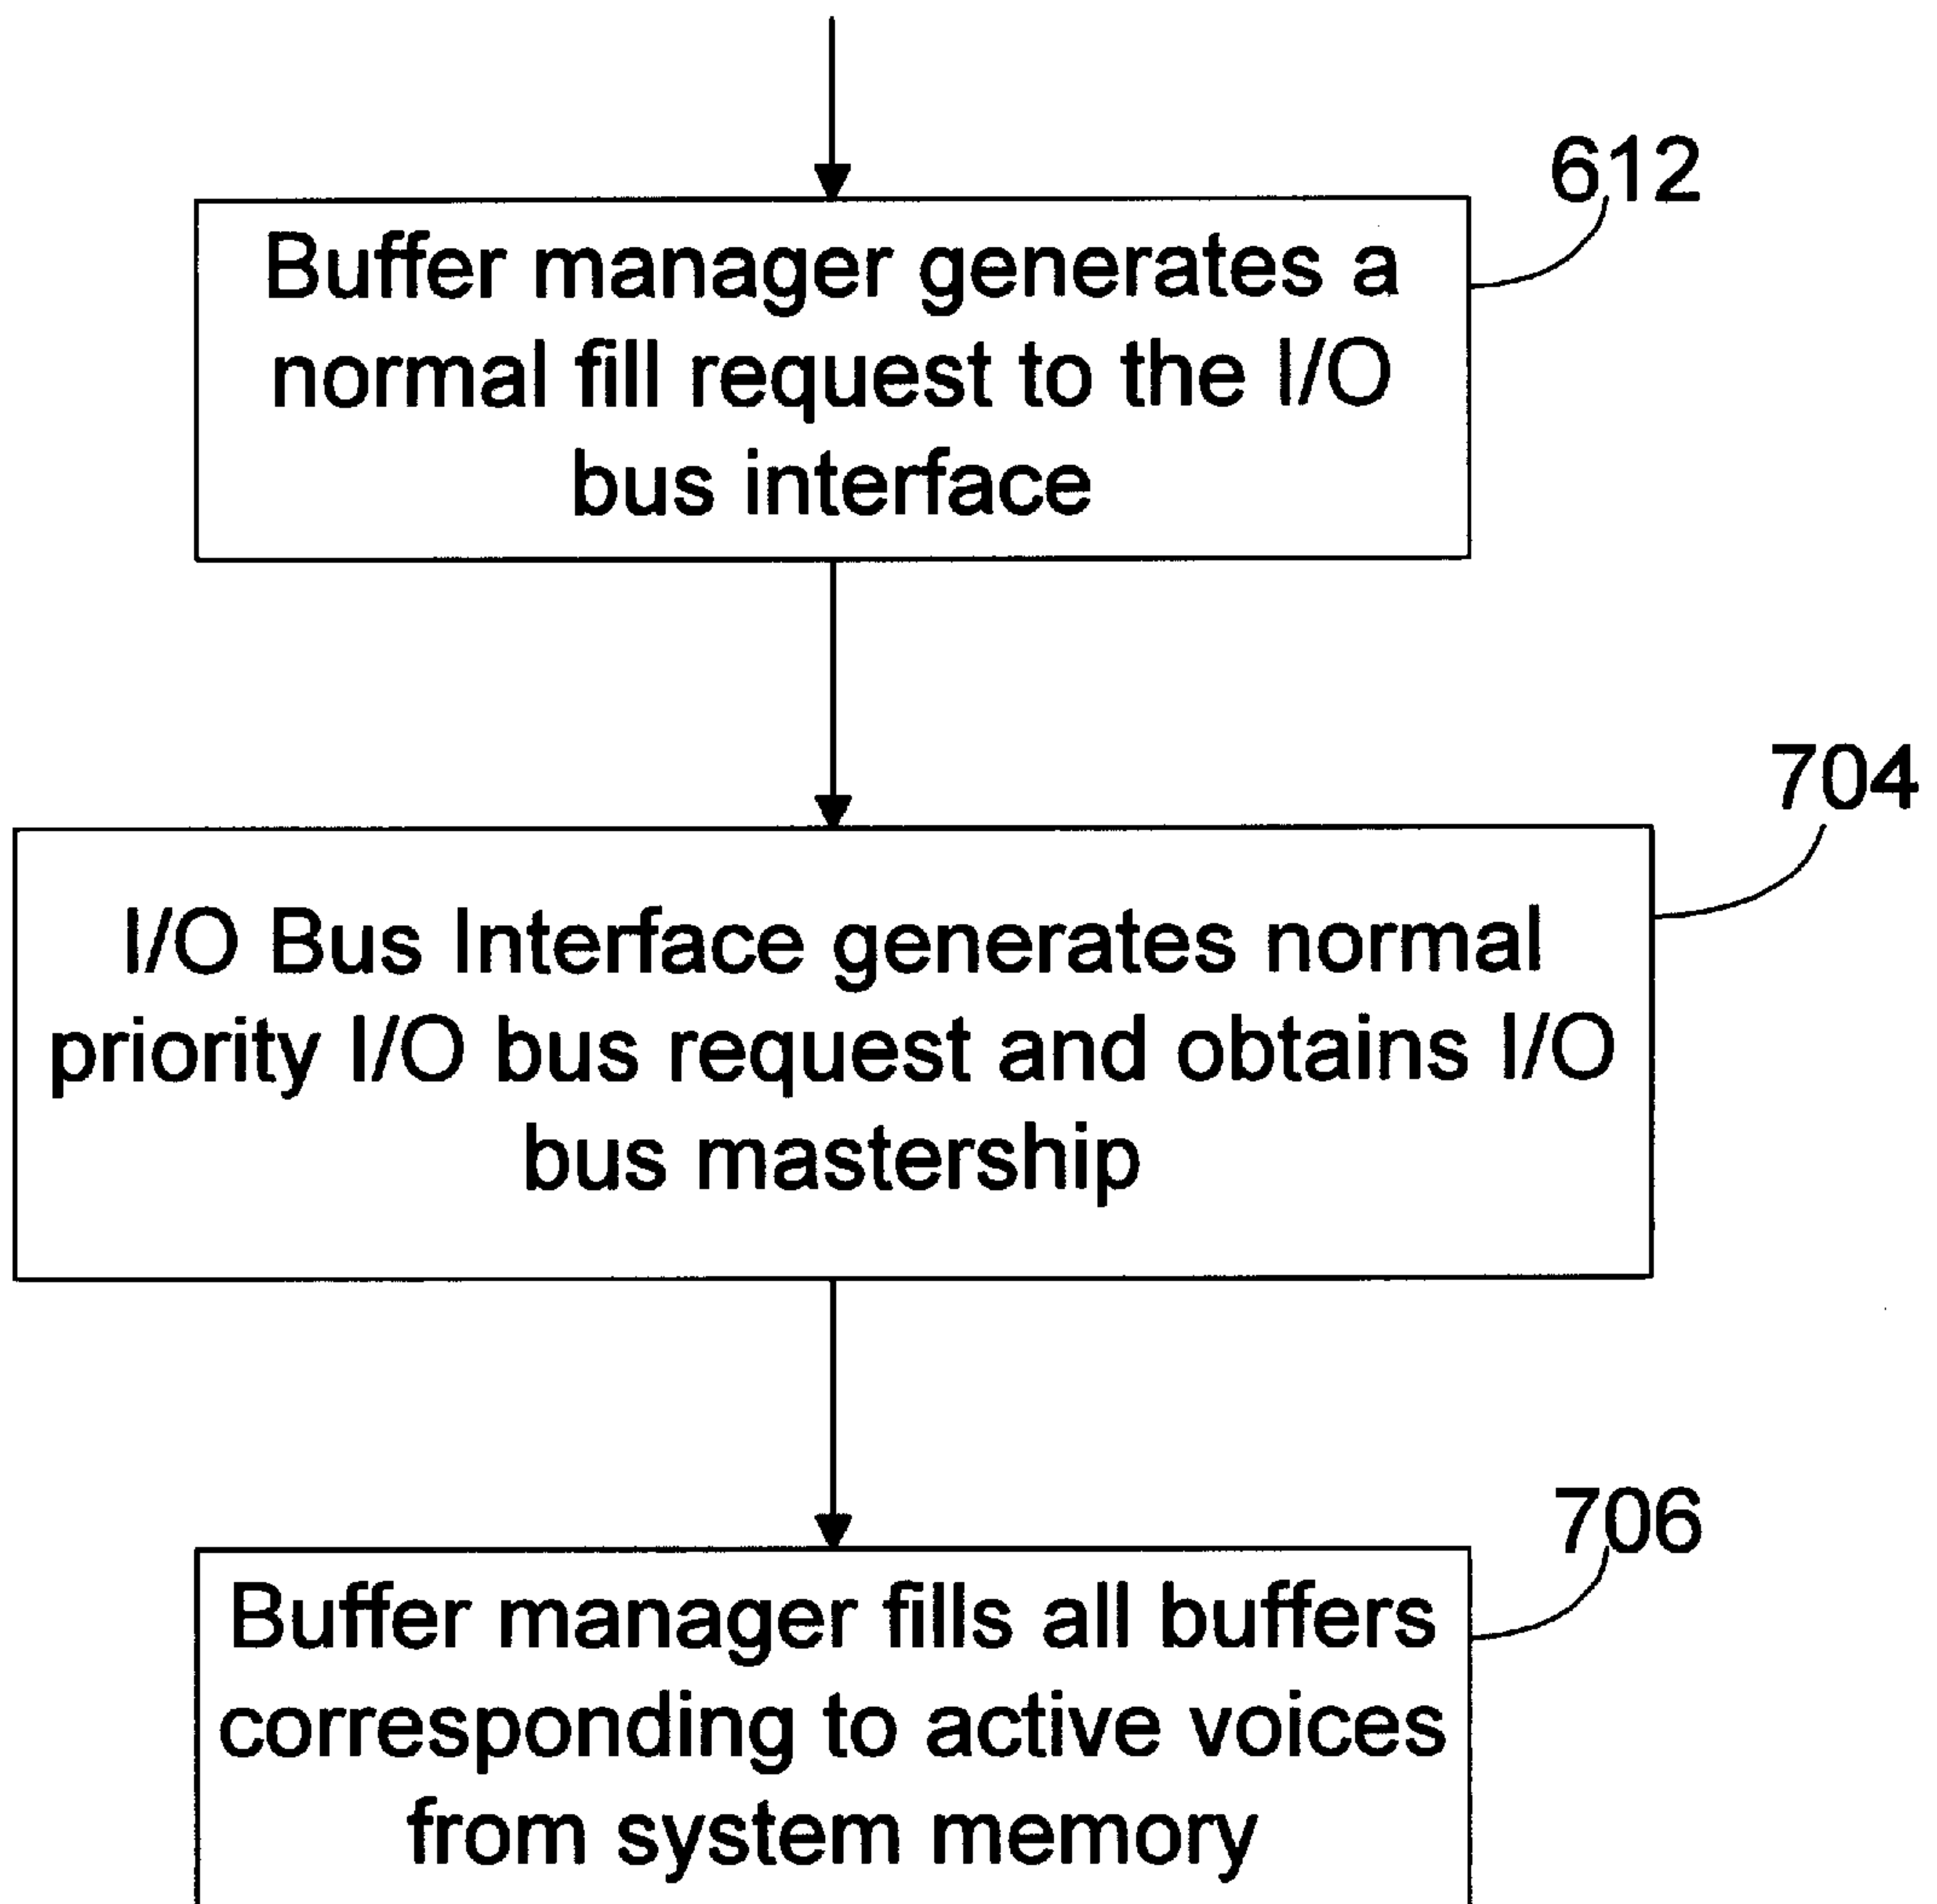 612
Buffer manager generates a
normal fill request to the I/O
bus interface
704
I/O Bus Interface generates normal
priority I/O bus request and obtains I/O
bus mastership
706
Buffer manager fills all buffers
corresponding to active voices
from system memory